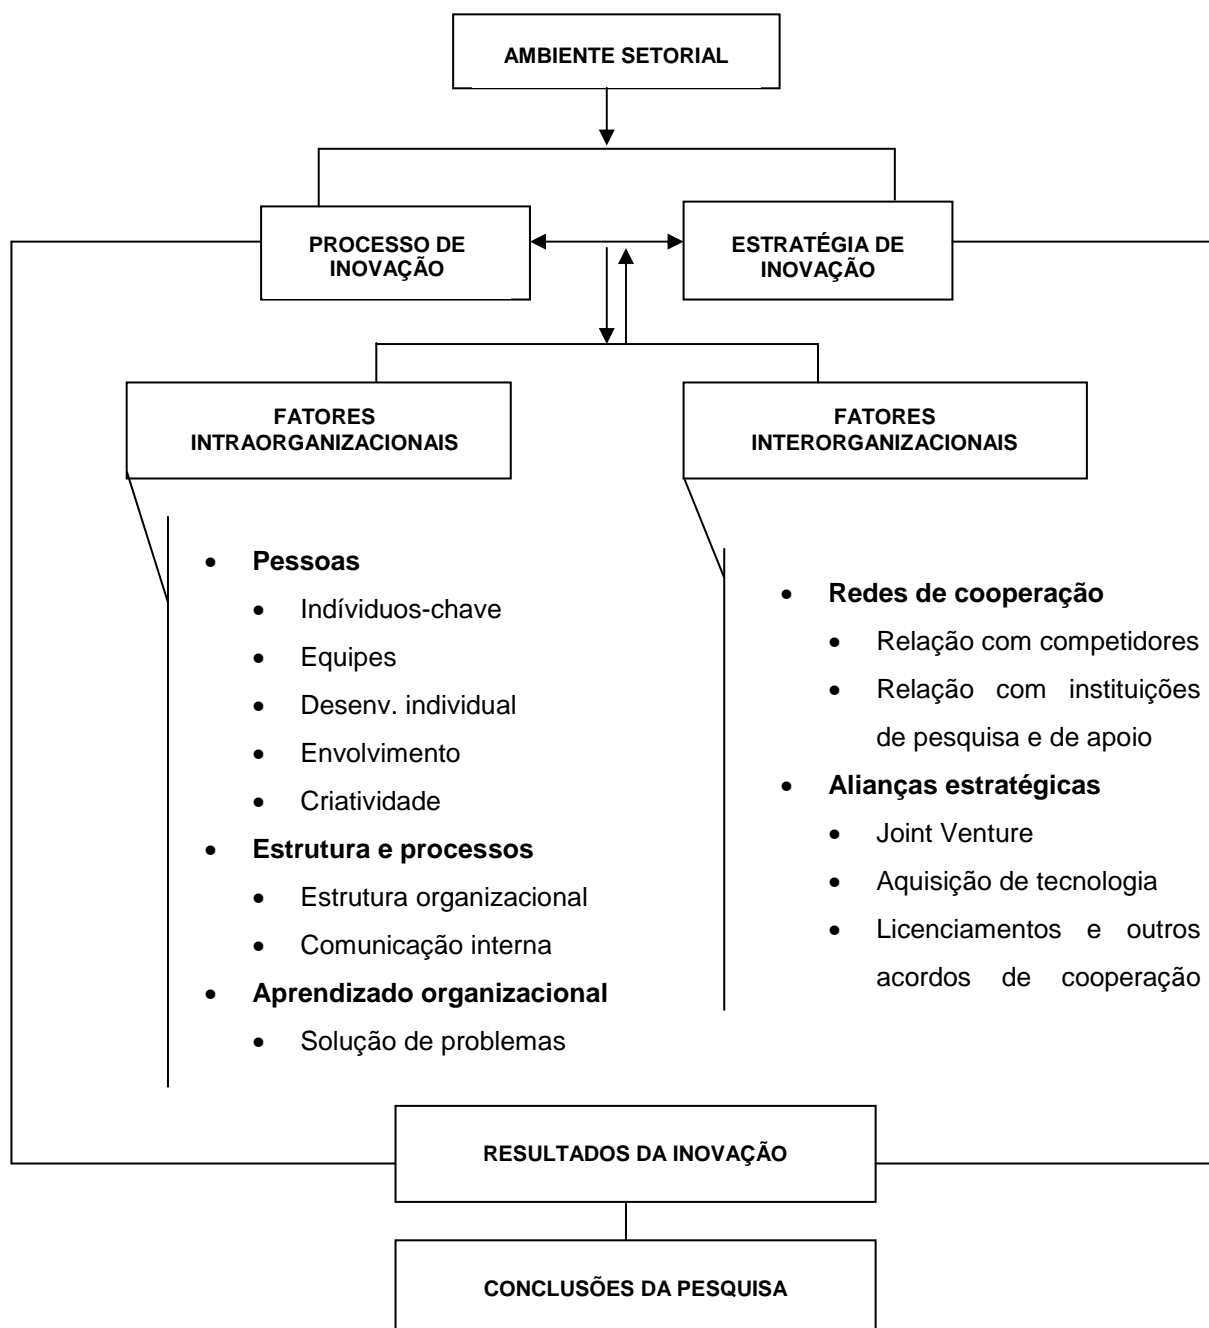 AMBIENTE SETORIAL
PROCESSO DE
INOVAÇÃO
ESTRATÉGIA DE
INOVAÇÃO
FATORES
INTRAORGANIZACIONAIS
FATORES
INTERORGANIZACIONAIS
• Pessoas
• Indíviduos-chave
• Equipes
• Desenv. individual
• Envolvimento
• Criatividade
• Estrutura e processos
• Estrutura organizacional
• Comunicação interna
• Aprendizado organizacional
• Solução de problemas
• Redes de cooperação
• Relação com competidores
• Relação com instituições
de pesquisa e de apoio
• Alianças estratégicas
• Joint Venture
• Aquisição de tecnologia
• Licenciamentos e outros
acordos de cooperação
RESULTADOS DA INOVAÇÃO
CONCLUSÕES DA PESQUISA